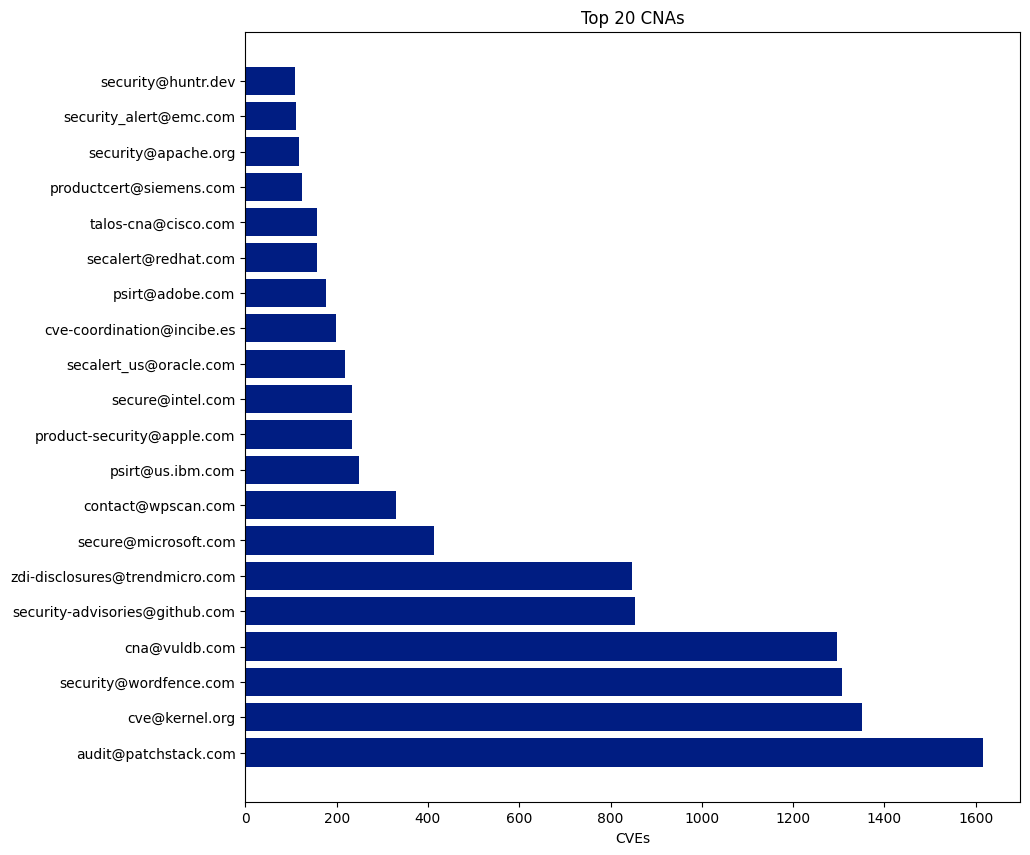 Top 20 CNAs
security@huntr.dev
security_alert@emc.com
security@apache.org
productcert@siemens.com
talos-cna@cisco.com
secalert@redhat.com
psirt@adobe.com
cve-coordination@incibe.es
secalert_us@oracle.com
secure@intel.com
product-security@apple.com
psirt@us.ibm.com
contact@wpscan.com
secure@microsoft.com
zdi-disclosures@trendmicro.com
security-advisories@github.com
cna@vuldb.com
security@wordfence.com
cve@kernel.org
audit@patchstack.com
0 200 400 600 800 1000 1200 1400 1600
CVEs